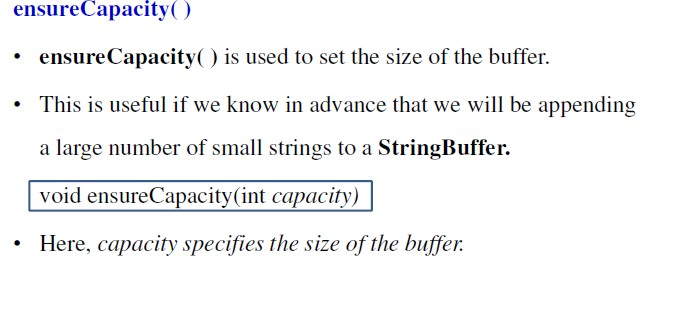 ensureCapacity( )
• ensureCapacity( ) is used to set the size of the buffer.
• This is useful if we know in advance that we will be appending
a large number of small strings to a StringBuffer.
void ensureCapacity(int capacity)
• Here, capacity specifies the size of the buffer.